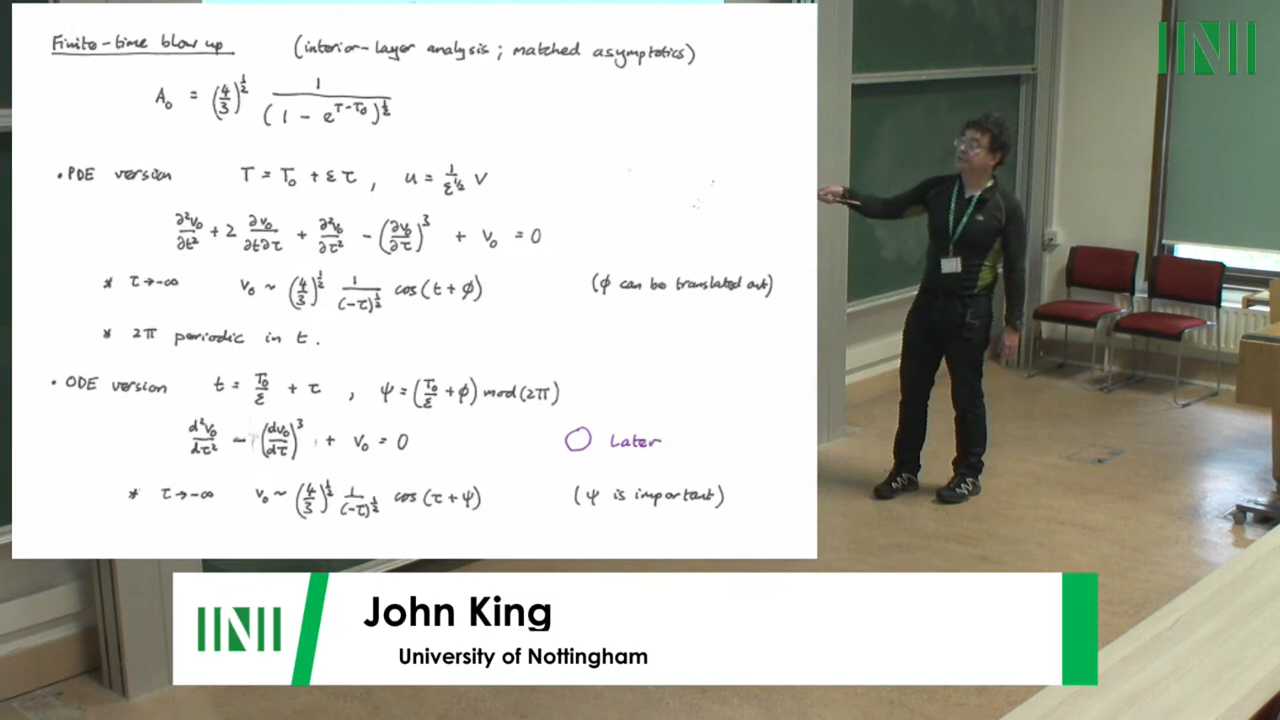 Finite-time blow up (interior-layer analysis ; matched asymptotics)
A₀ = (4/3)^½ 1/(1 - e^(T-T₀))^½
• PDE version T = T₀ + ετ , u = 1/ε^½ v
∂²v₀/∂t² + 2 ∂v₀/∂t∂τ + ∂²v₀/∂τ² - (∂v₀/∂τ)³ + v₀ = 0
* τ→-∞ v₀ ~ (4/3)^½ 1/(-τ)^½ cos(t+φ) (φ can be translated out)
* 2π periodic in t.
• ODE version t = T₀/ε + τ , ψ = (T₀/ε + φ) mod(2π)
d²v₀/dτ² - (dv₀/dτ)³ + v₀ = 0 Later
* τ→-∞ v₀ ~ (4/3)^½ 1/(-τ)^½ cos(τ+ψ) (ψ is important)
John King
University of Nottingham